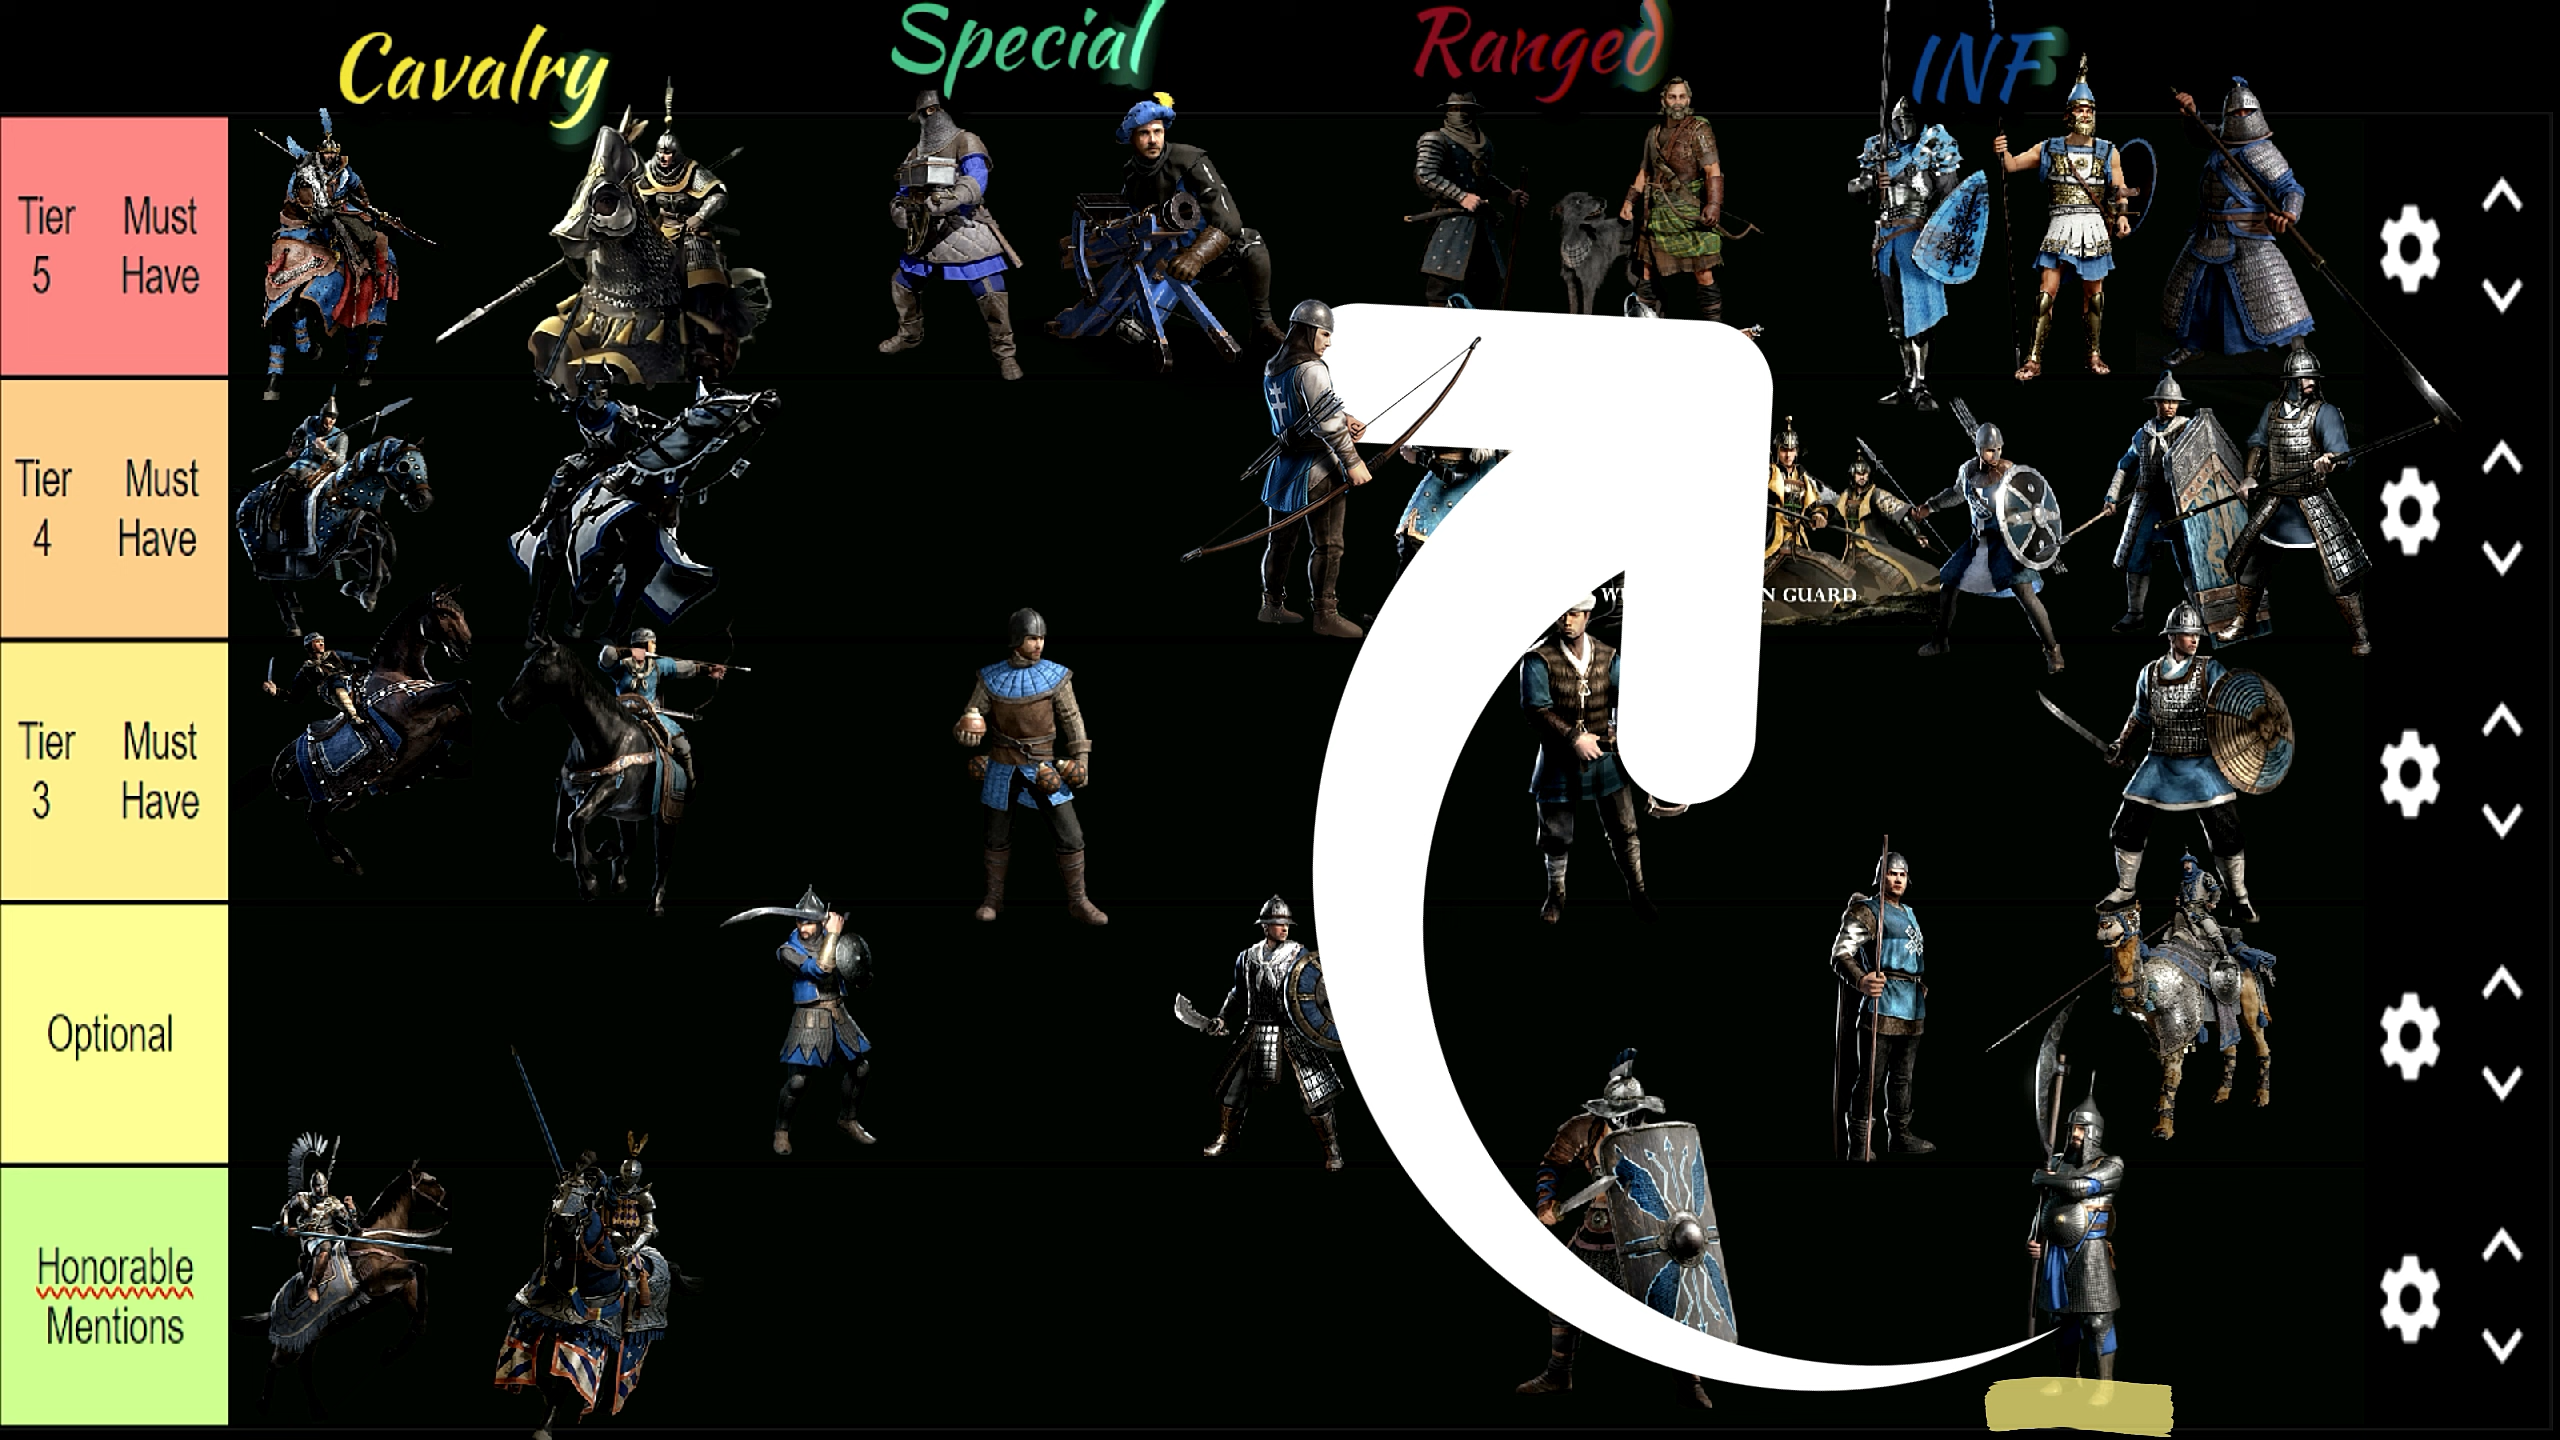 Cavalry
Special
Ranged
INF
Tier Must
5 Have
Tier Must
4 Have
N GUARD
Tier Must
3 Have
Optional
Honorable
Mentions